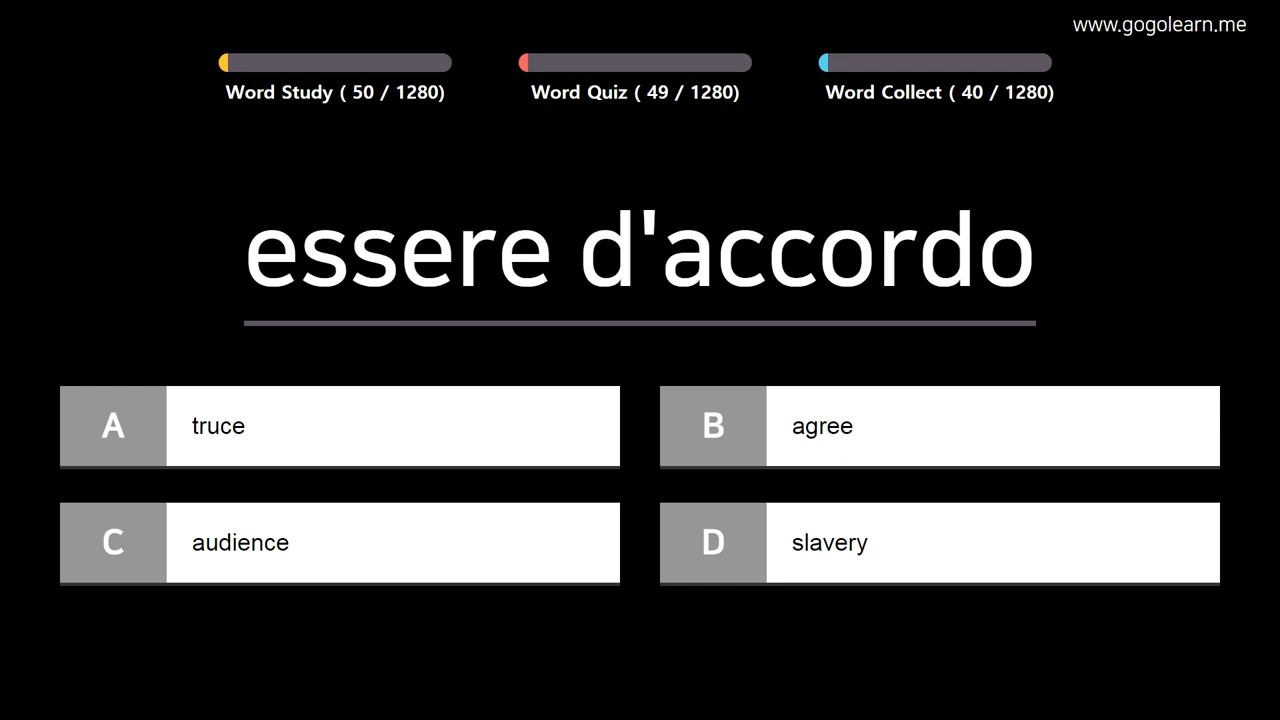 www.gogolearn.me
Word Study ( 50 / 1280)
Word Quiz ( 49 / 1280)
Word Collect ( 40 / 1280)
essere d'accordo
A truce
B agree
C audience
D slavery